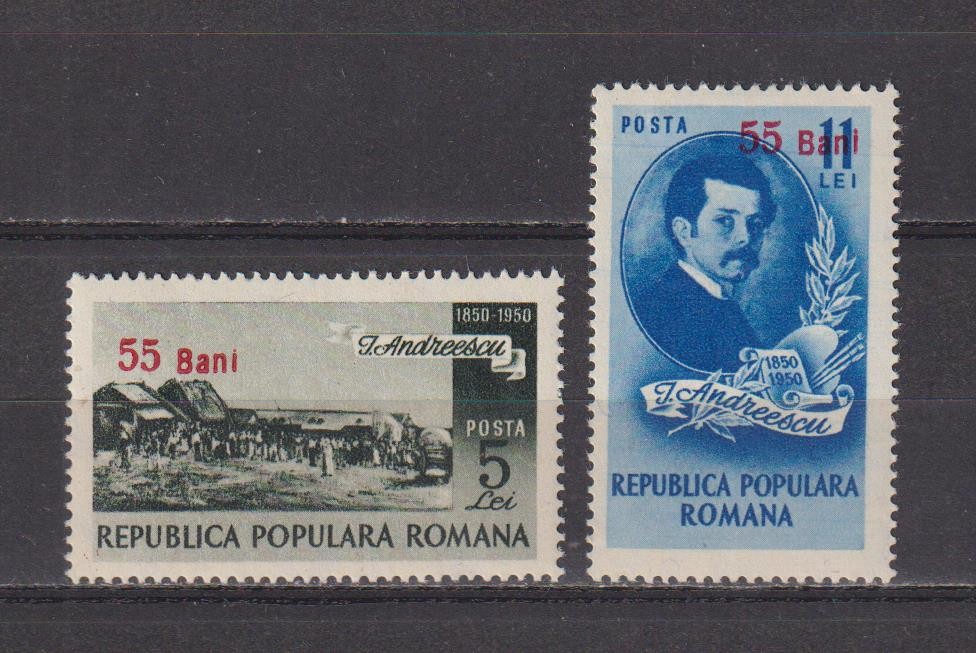 1850-1950
I. Andreescu
55 Bani
POSTA
5
Lei
REPUBLICA POPULARA ROMANA
POSTA
55 Bani
11
LEI
1850
1950
I. Andreescu
REPUBLICA POPULARA
ROMANA